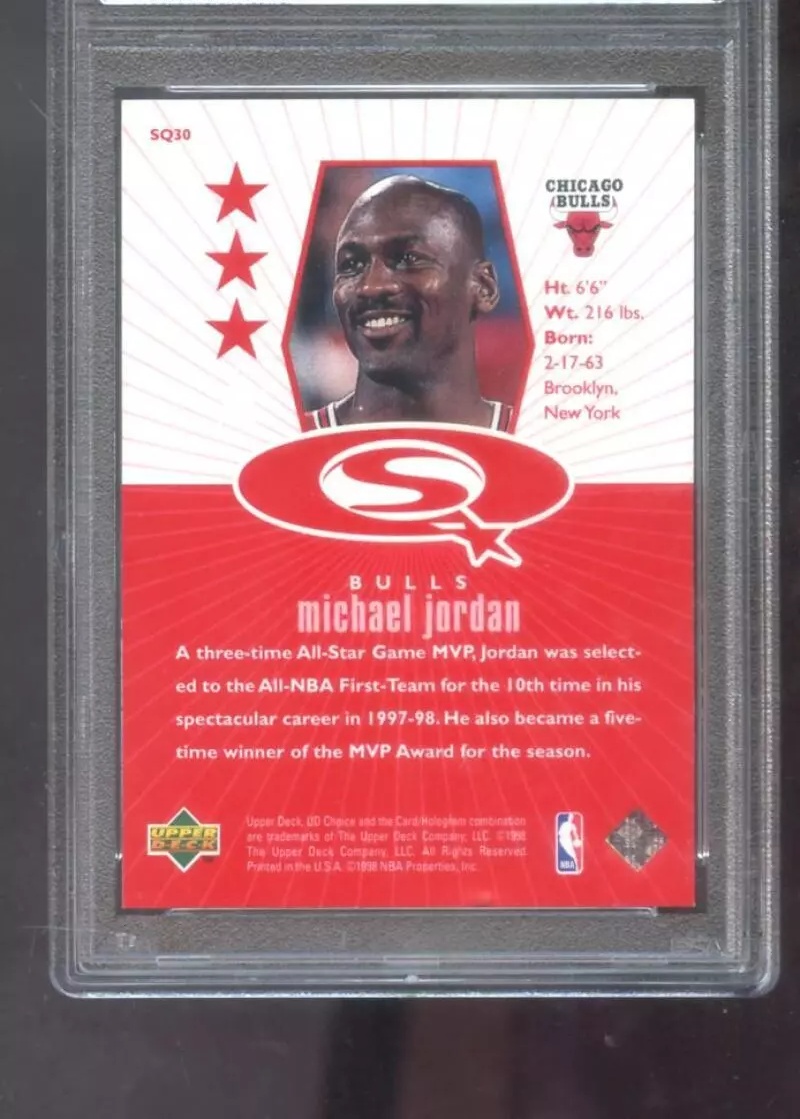 SQ30
CHICAGO
BULLS
Ht. 6'6"
Wt. 216 lbs.
Born:
2-17-63
Brooklyn,
New York
S
BULLS
michael jordan
A three-time All-Star Game MVP, Jordan was select-
ed to the All-NBA First-Team for the 10th time in his
spectacular career in 1997-98. He also became a five-
time winner of the MVP Award for the season.
UPPER
DECK
Upper Deck, UD Choice and the Card/Hologram combination
are trademarks of The Upper Deck Company, LLC. ©1998
The Upper Deck Company, LLC. All Rights Reserved.
Printed in the U.S.A. ©1998 NBA Properties, Inc.
NBA